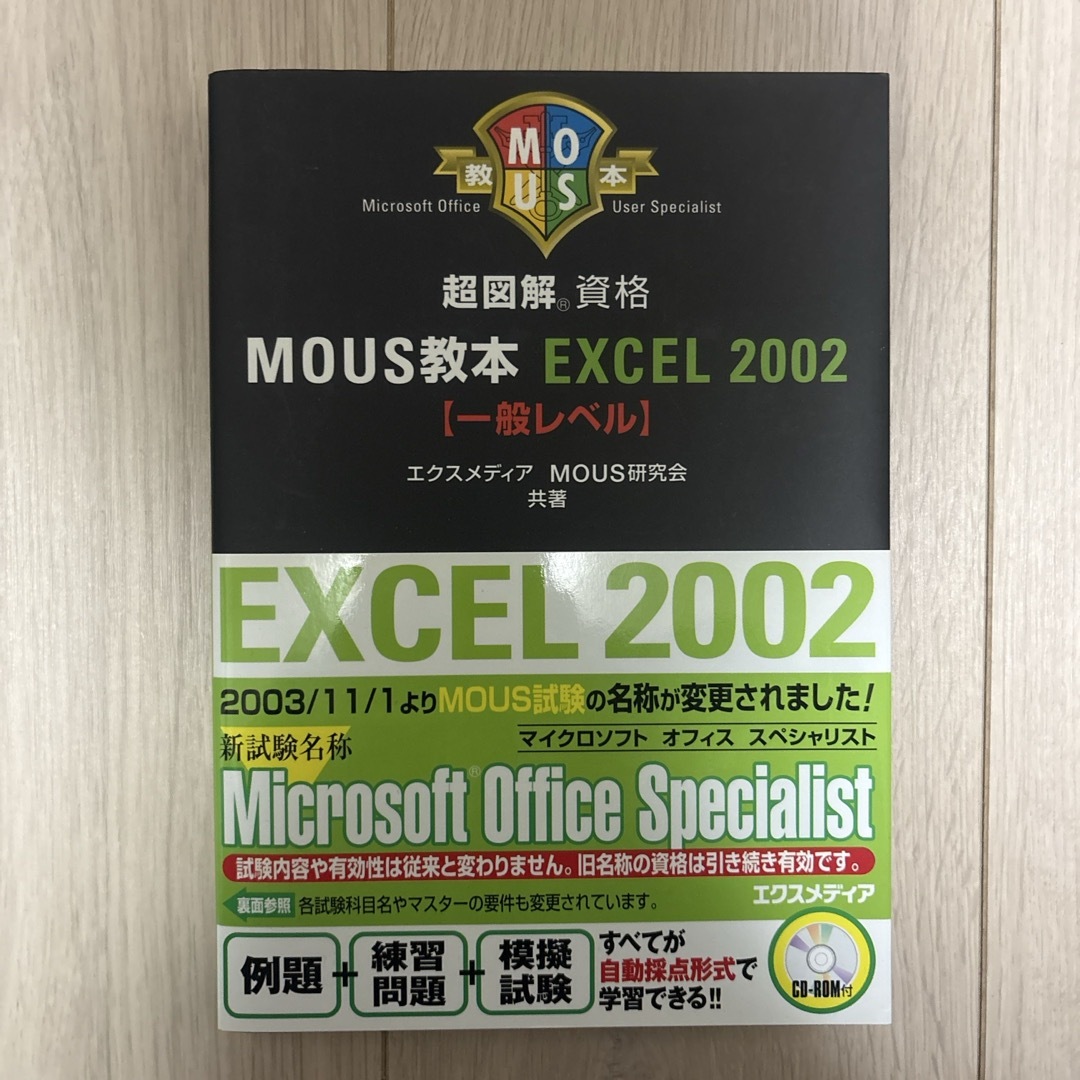 MO
US
教 本
Microsoft Office User Specialist
超図解® 資格
MOUS教本 EXCEL 2002
【一般レベル】
エクスメディア MOUS研究会
共著
EXCEL 2002
2003/11/1よりMOUS試験の名称が変更されました!
新試験名称
マイクロソフト オフィス スペシャリスト
Microsoft® Office Specialist
試験内容や有効性は従来と変わりません。旧名称の資格は引き続き有効です。
裏面参照 各試験科目名やマスターの要件も変更されています。
エクスメディア
例題+練習問題+模擬試験
すべてが
自動採点形式で
学習できる!!
CD-ROM付